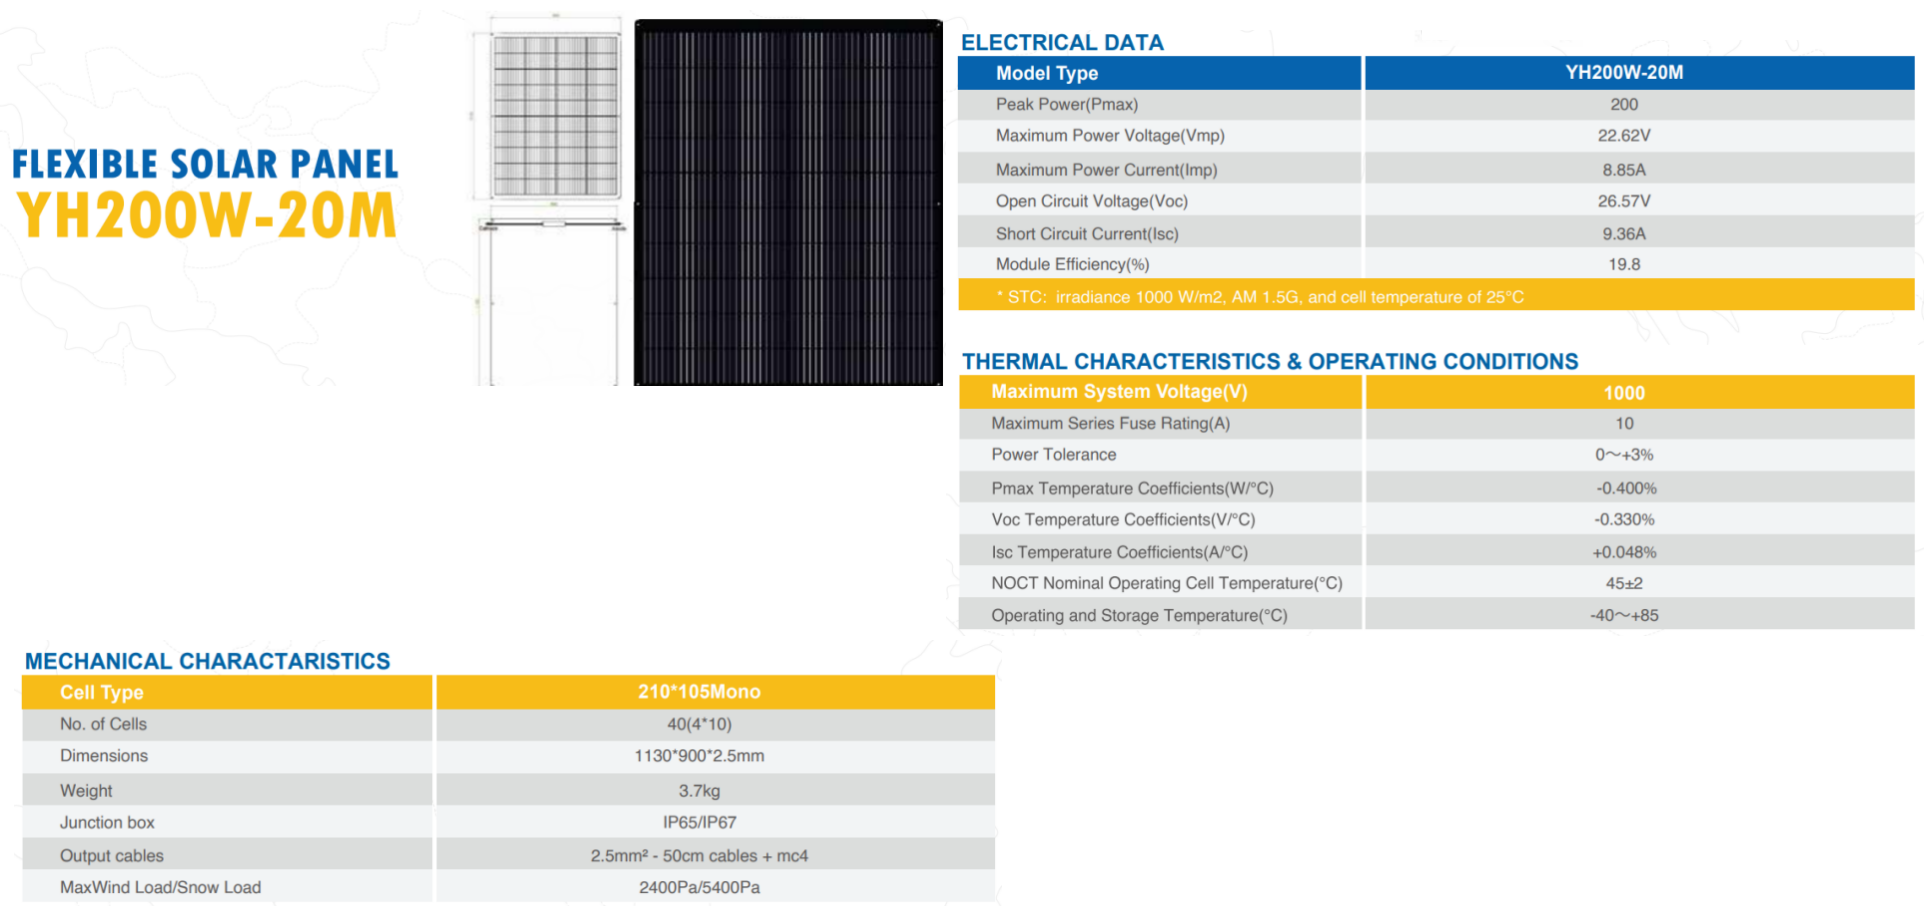 FLEXIBLE SOLAR PANEL
YH200W-20M
ELECTRICAL DATA
Model Type YH200W-20M
Peak Power(Pmax) 200
Maximum Power Voltage(Vmp) 22.62V
Maximum Power Current(Imp) 8.85A
Open Circuit Voltage(Voc) 26.57V
Short Circuit Current(Isc) 9.36A
Module Efficiency(%) 19.8
* STC: irradiance 1000 W/m2, AM 1.5G, and cell temperature of 25°C
THERMAL CHARACTERISTICS & OPERATING CONDITIONS
Maximum System Voltage(V) 1000
Maximum Series Fuse Rating(A) 10
Power Tolerance 0～+3%
Pmax Temperature Coefficients(W/°C) -0.400%
Voc Temperature Coefficients(V/°C) -0.330%
Isc Temperature Coefficients(A/°C) +0.048%
NOCT Nominal Operating Cell Temperature(°C) 45±2
Operating and Storage Temperature(°C) -40～+85
MECHANICAL CHARACTARISTICS
Cell Type 210*105Mono
No. of Cells 40(4*10)
Dimensions 1130*900*2.5mm
Weight 3.7kg
Junction box IP65/IP67
Output cables 2.5mm² - 50cm cables + mc4
MaxWind Load/Snow Load 2400Pa/5400Pa